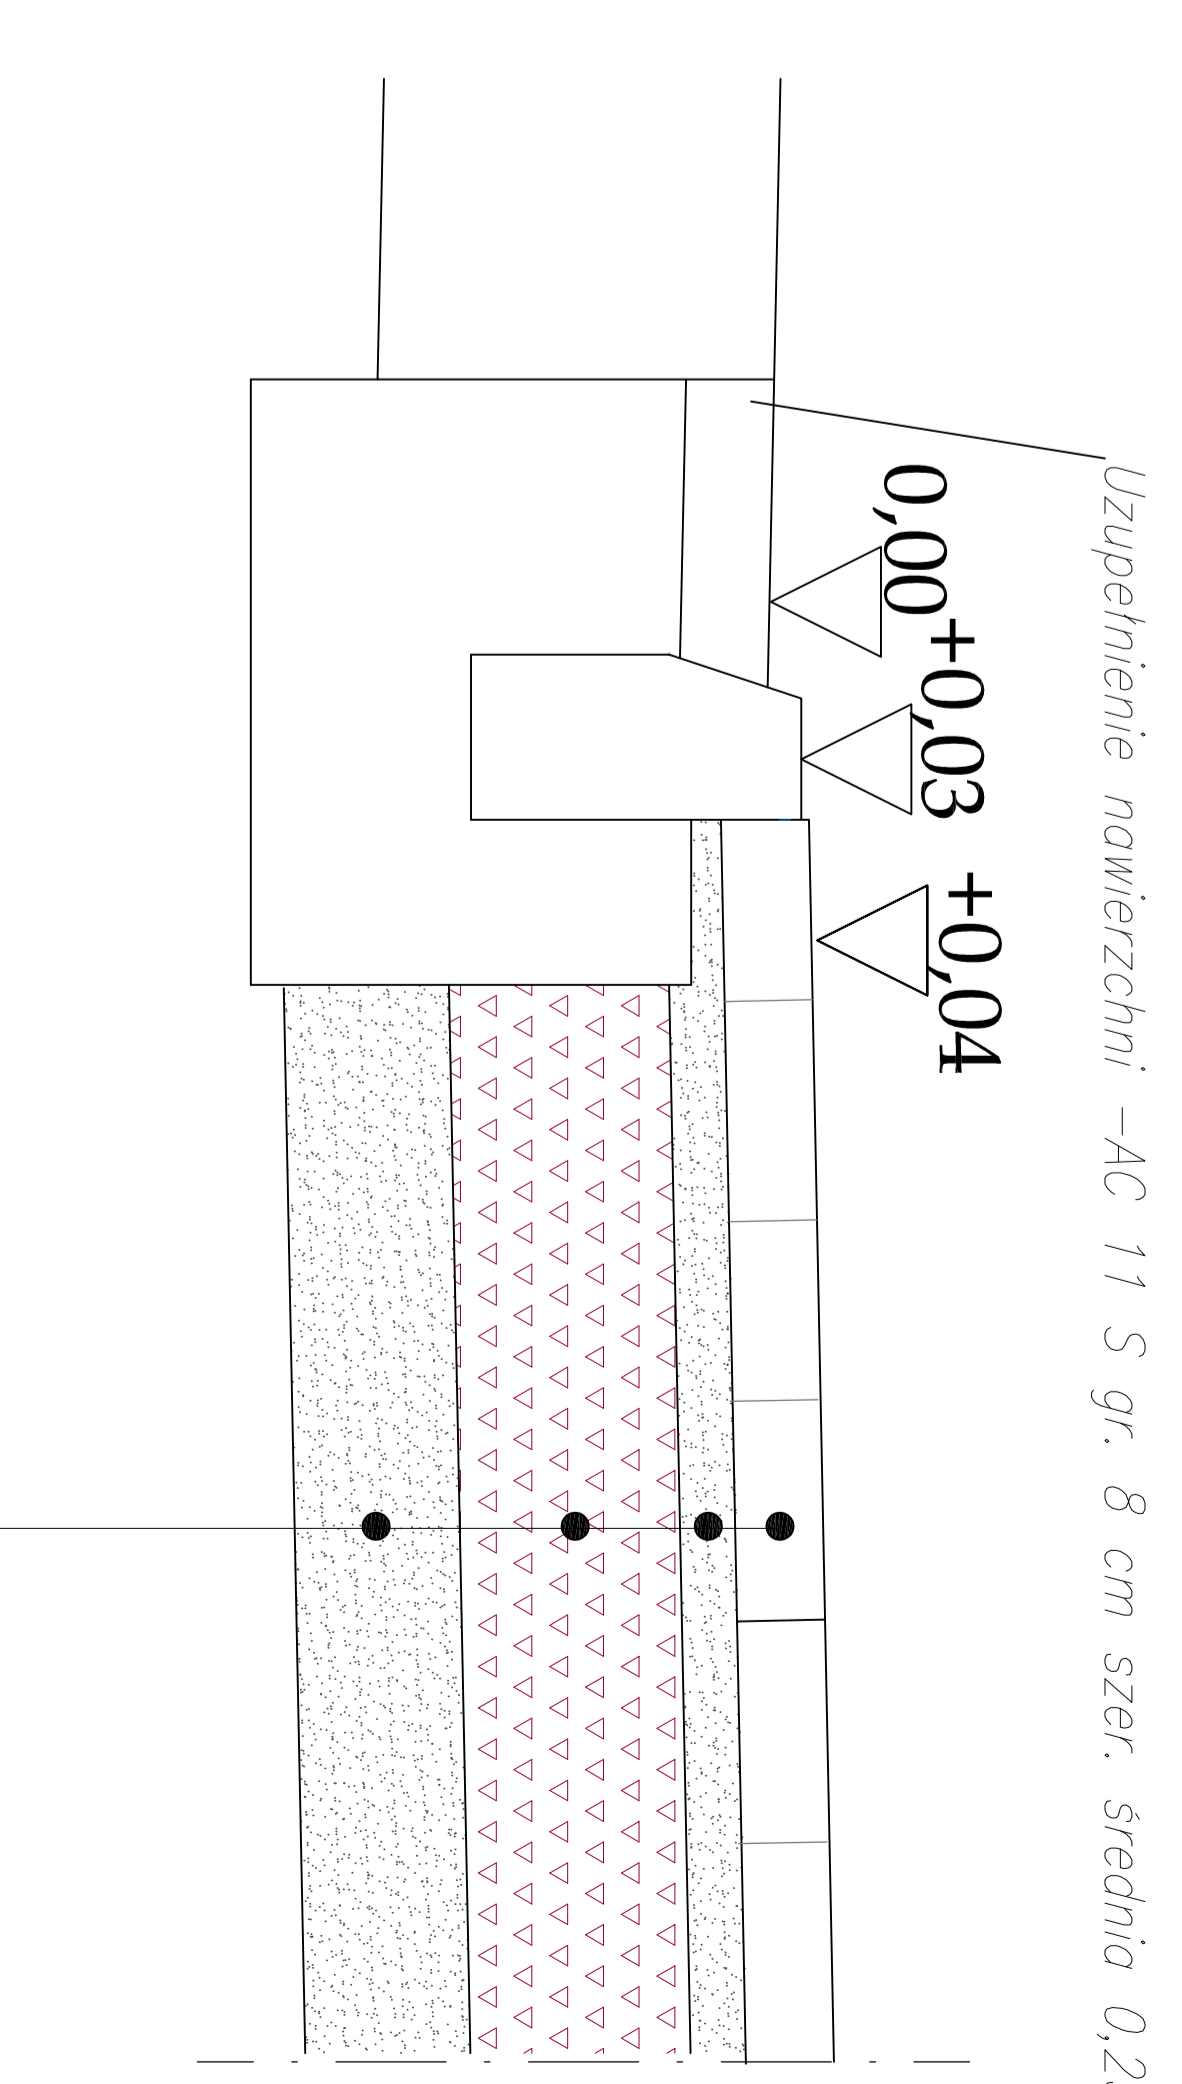 Uzupełnienie nawierzchni -AC 11 S gr. 8 cm szer. średnia 0,2
0,00
+0,03
+0,04